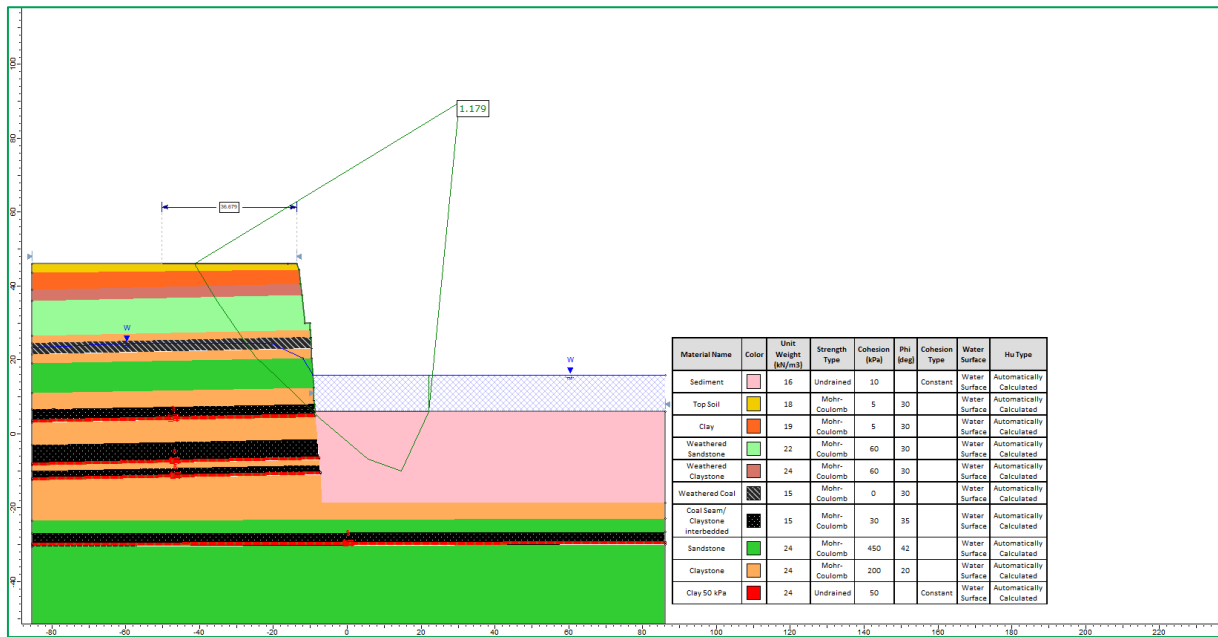 1.179
36.679
W
W
100
80
60
40
20
0
-20
-40
-80 -60 -40 -20 0 20 40 60 80 100 120 140 160 180 200 220
Material Name Color Unit Weight (kN/m3) Strength Type Cohesion (kPa) Phi (deg) Cohesion Type Water Surface Hu Type
Sediment 16 Undrained 10 Constant Water Surface Automatically Calculated
Top Soil 18 Mohr-Coulomb 5 30 Water Surface Automatically Calculated
Clay 19 Mohr-Coulomb 5 30 Water Surface Automatically Calculated
Weathered Sandstone 22 Mohr-Coulomb 60 30 Water Surface Automatically Calculated
Weathered Claystone 24 Mohr-Coulomb 60 30 Water Surface Automatically Calculated
Weathered Coal 15 Mohr-Coulomb 0 30 Water Surface Automatically Calculated
Coal Seam/ Claystone interbedded 15 Mohr-Coulomb 30 35 Water Surface Automatically Calculated
Sandstone 24 Mohr-Coulomb 450 42 Water Surface Automatically Calculated
Claystone 24 Mohr-Coulomb 200 20 Water Surface Automatically Calculated
Clay 50 kPa 24 Undrained 50 Constant Water Surface Automatically Calculated